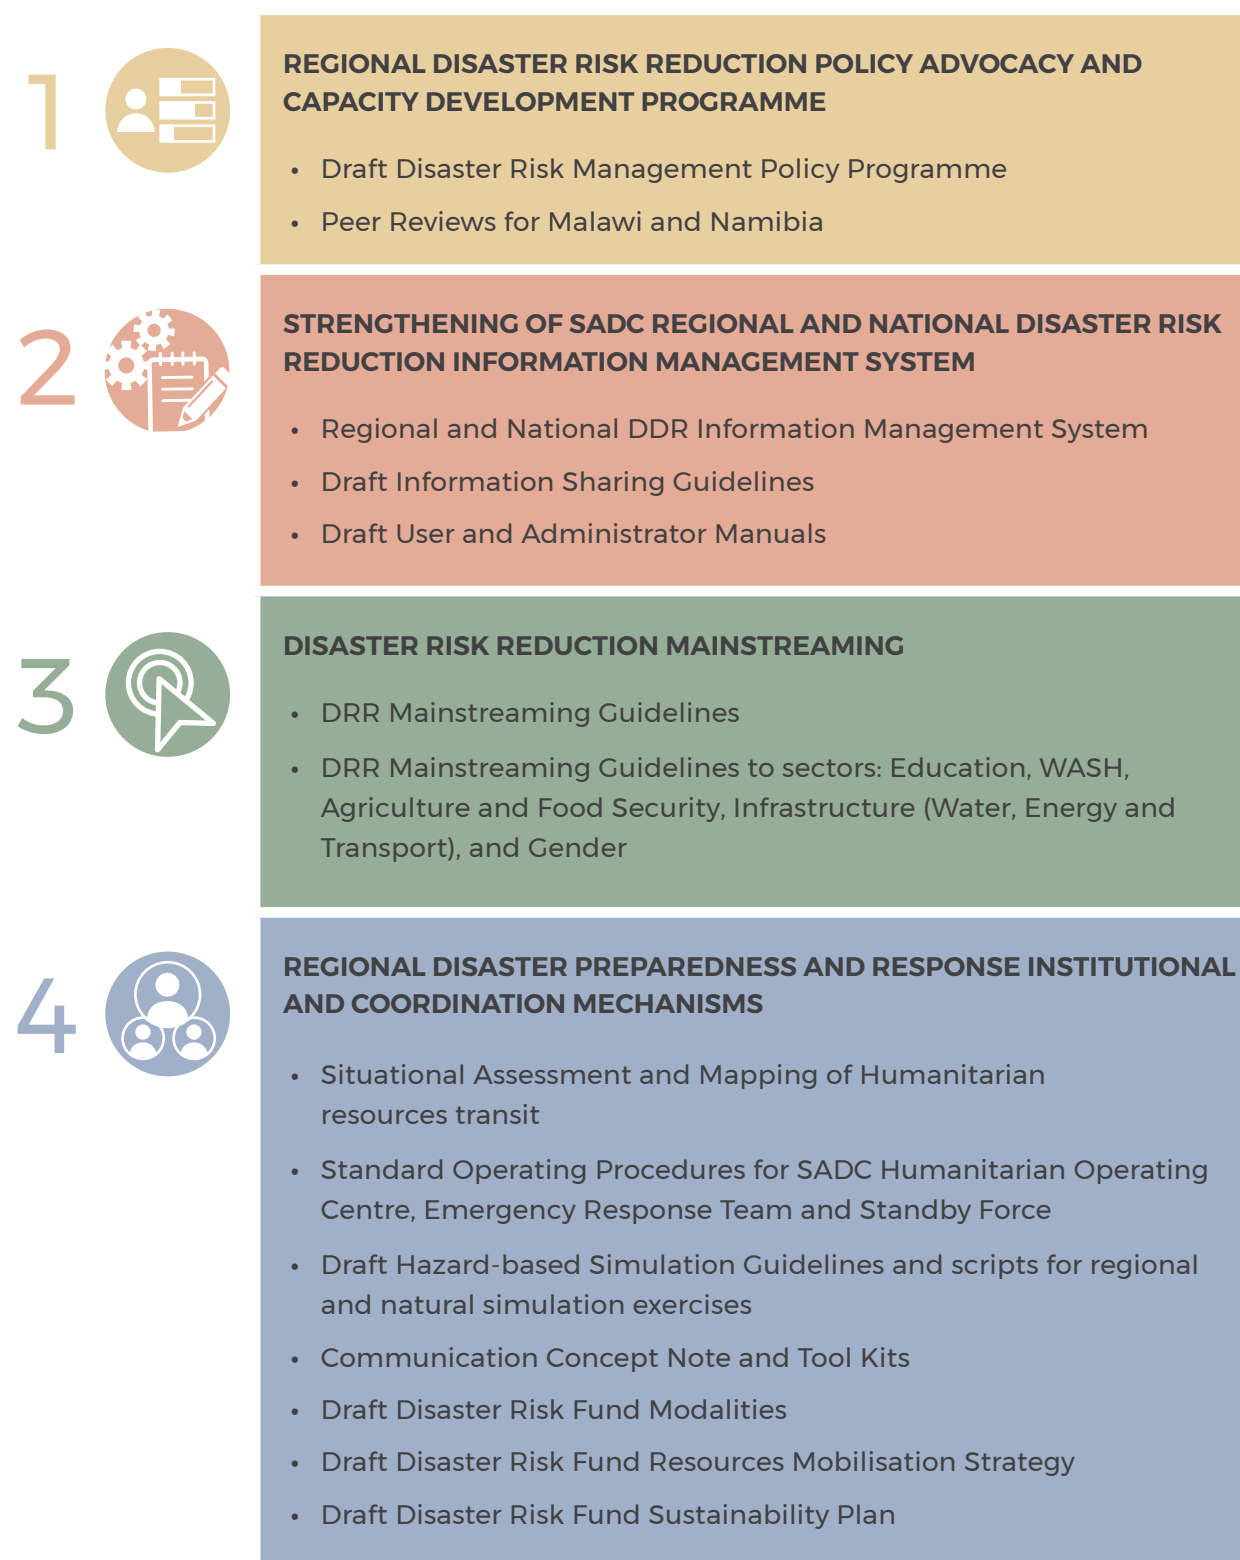 1
REGIONAL DISASTER RISK REDUCTION POLICY ADVOCACY AND
CAPACITY DEVELOPMENT PROGRAMME
• Draft Disaster Risk Management Policy Programme
• Peer Reviews for Malawi and Namibia
2
STRENGTHENING OF SADC REGIONAL AND NATIONAL DISASTER RISK
REDUCTION INFORMATION MANAGEMENT SYSTEM
• Regional and National DDR Information Management System
• Draft Information Sharing Guidelines
• Draft User and Administrator Manuals
3
DISASTER RISK REDUCTION MAINSTREAMING
• DRR Mainstreaming Guidelines
• DRR Mainstreaming Guidelines to sectors: Education, WASH,
Agriculture and Food Security, Infrastructure (Water, Energy and
Transport), and Gender
4
REGIONAL DISASTER PREPAREDNESS AND RESPONSE INSTITUTIONAL
AND COORDINATION MECHANISMS
• Situational Assessment and Mapping of Humanitarian
resources transit
• Standard Operating Procedures for SADC Humanitarian Operating
Centre, Emergency Response Team and Standby Force
• Draft Hazard-based Simulation Guidelines and scripts for regional
and natural simulation exercises
• Communication Concept Note and Tool Kits
• Draft Disaster Risk Fund Modalities
• Draft Disaster Risk Fund Resources Mobilisation Strategy
• Draft Disaster Risk Fund Sustainability Plan